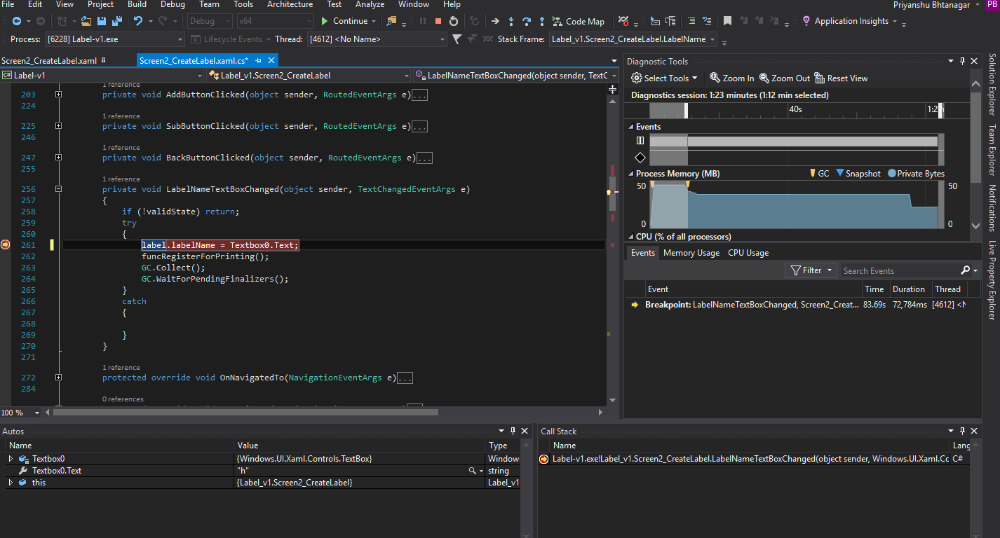 File Edit View Project Build Debug Team Tools Architecture Test Analyze Window Help Priyanshu Bhtanagar PB
Debug x64 Continue Code Map Application Insights
Process: [6228] Label-v1.exe Lifecycle Events Thread: [4612] <No Name> Stack Frame: Label_v1.Screen2_CreateLabel.LabelName
Screen2_CreateLabel.xaml Screen2_CreateLabel.xaml.cs*
C# Label-v1 Label_v1.Screen2_CreateLabel LabelNameTextBoxChanged(object sender, TextC
1 reference
203 private void AddButtonClicked(object sender, RoutedEventArgs e)...
224
1 reference
225 private void SubButtonClicked(object sender, RoutedEventArgs e)...
246
1 reference
247 private void BackButtonClicked(object sender, RoutedEventArgs e)...
255
1 reference
256 private void LabelNameTextBoxChanged(object sender, TextChangedEventArgs e)
257 {
258 if (!validState) return;
259 try
260 {
261 label.labelName = Textbox0.Text;
262 funcRegisterForPrinting();
263 GC.Collect();
264 GC.WaitForPendingFinalizers();
265 }
266 catch
267 {
268
269 }
270 }
271
1 reference
272 protected override void OnNavigatedTo(NavigationEventArgs e)...
284
0 references
100 %
Diagnostic Tools
Select Tools Zoom In Zoom Out Reset View
Diagnostics session: 1:23 minutes (1:12 min selected)
40s 1:2
Events
Process Memory (MB) GC Snapshot Private Bytes
50 50
0 0
CPU (% of all processors)
Events Memory Usage CPU Usage
Filter Search Events
Event Time Duration Thread
Breakpoint: LabelNameTextBoxChanged, Screen2_Creat... 83.69s 72,784ms [4612] <N
Solution Explorer
Team Explorer
Notifications
Live Property Explorer
Autos
Name Value Type
Textbox0 {Windows.UI.Xaml.Controls.TextBox} Window
Textbox0.Text "h" string
this {Label_v1.Screen2_CreateLabel} Label_v1
Call Stack
Name Lang
Label-v1.exe!Label_v1.Screen2_CreateLabel.LabelNameTextBoxChanged(object sender, Windows.UI.Xaml.Cc C#